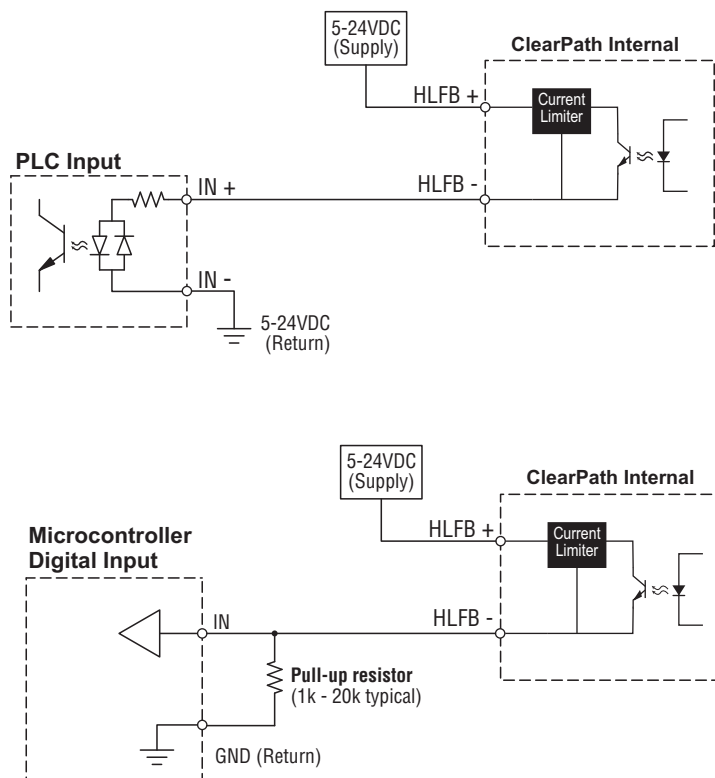 5-24VDC
(Supply)
ClearPath Internal
HLFB +
Current
Limiter
PLC Input
IN +
HLFB -
IN -
5-24VDC
(Return)
5-24VDC
(Supply)
ClearPath Internal
HLFB +
Current
Limiter
Microcontroller
Digital Input
IN
HLFB -
Pull-up resistor
(1k - 20k typical)
GND (Return)